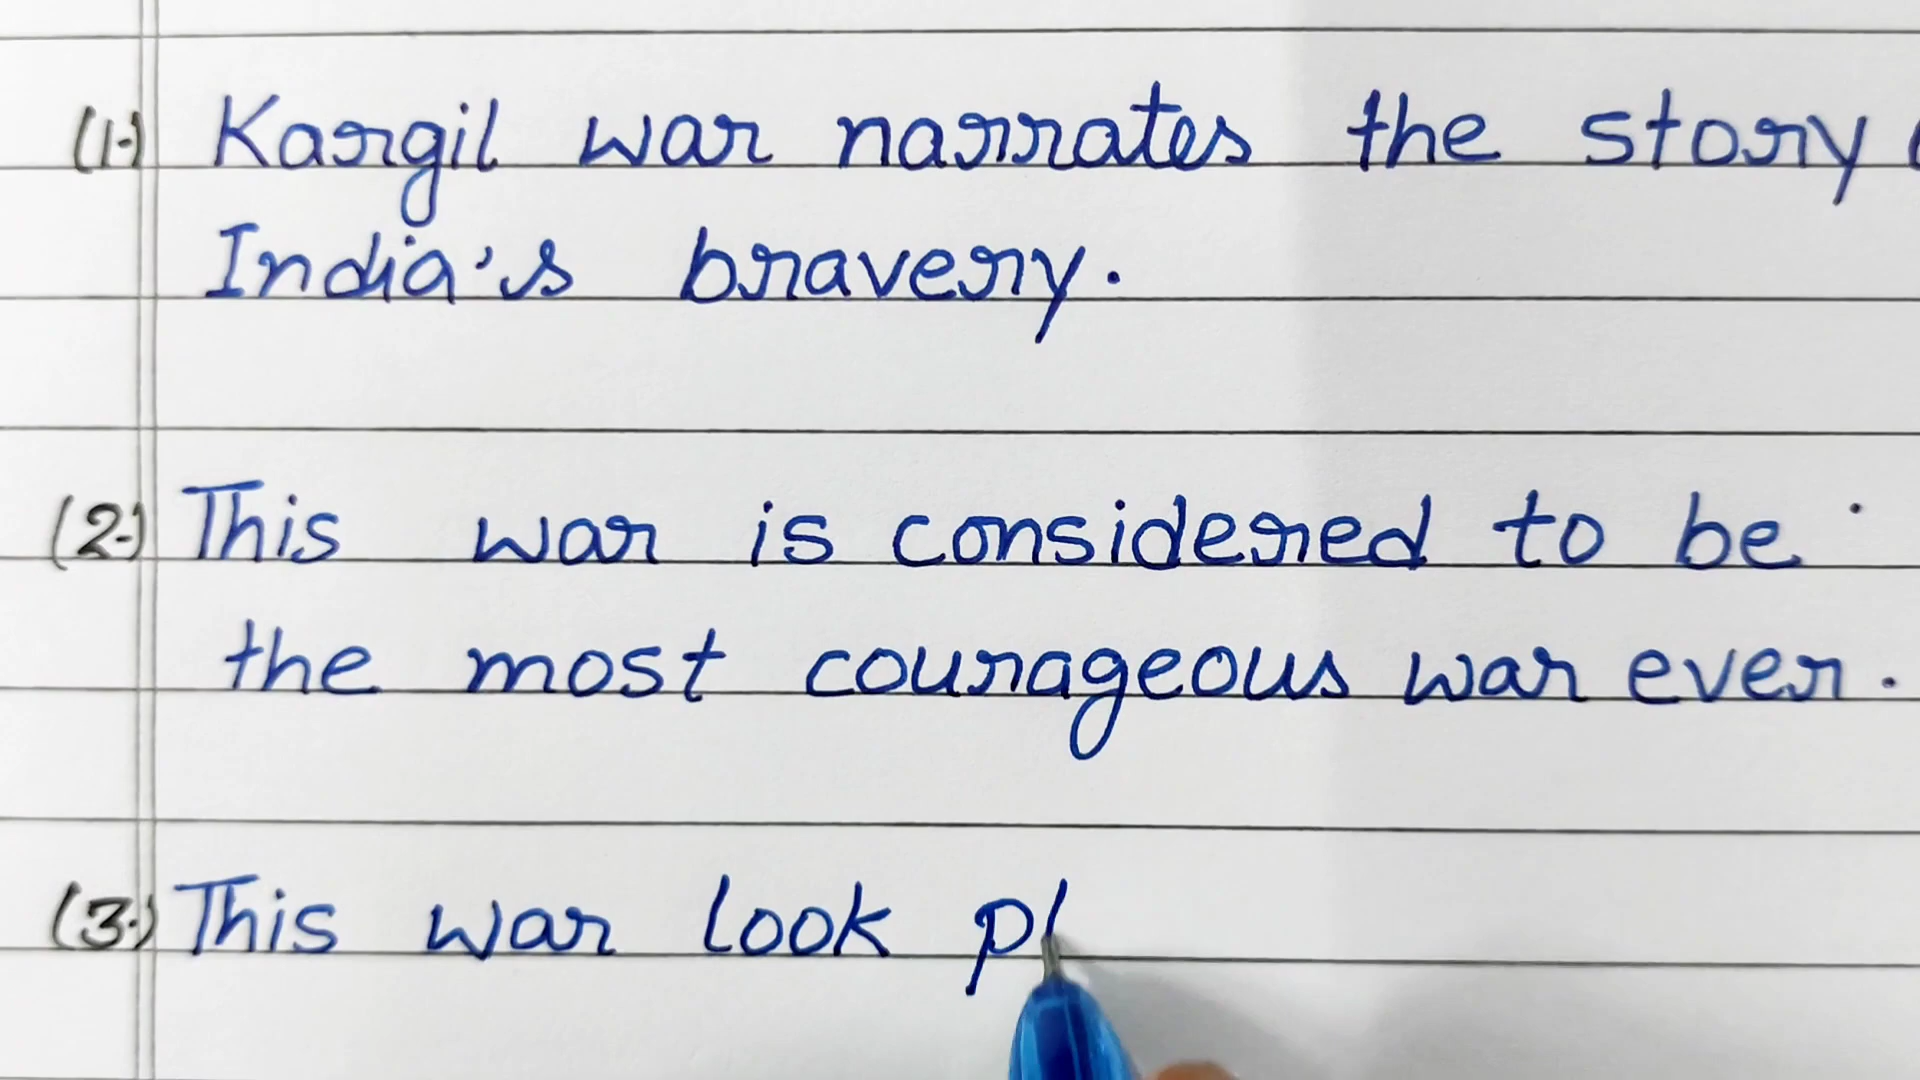 (1.) Kargil war narrates the story
India's bravery.
(2.) This war is considered to be
the most courageous war ever.
(3.) This war look pl